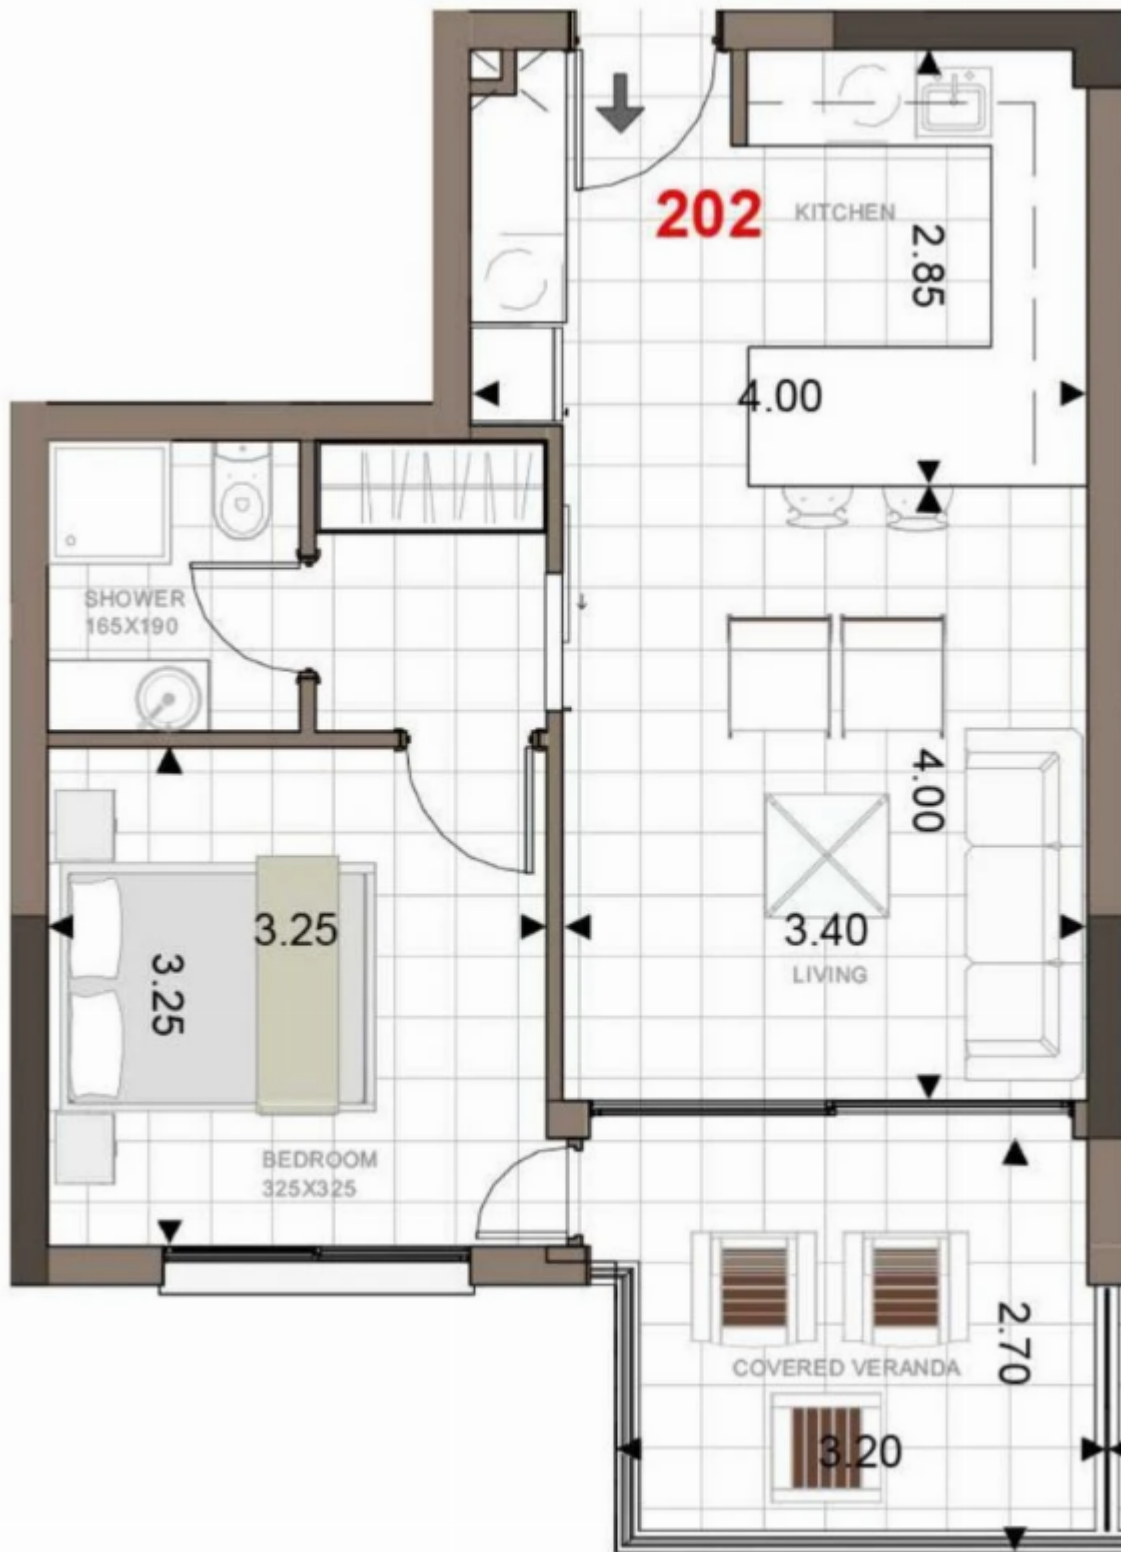 202
KITCHEN
2.85
4.00
SHOWER
165X190
4.00
3.25
3.40
3.25
LIVING
BEDROOM
325X325
2.70
COVERED VERANDA
3.20